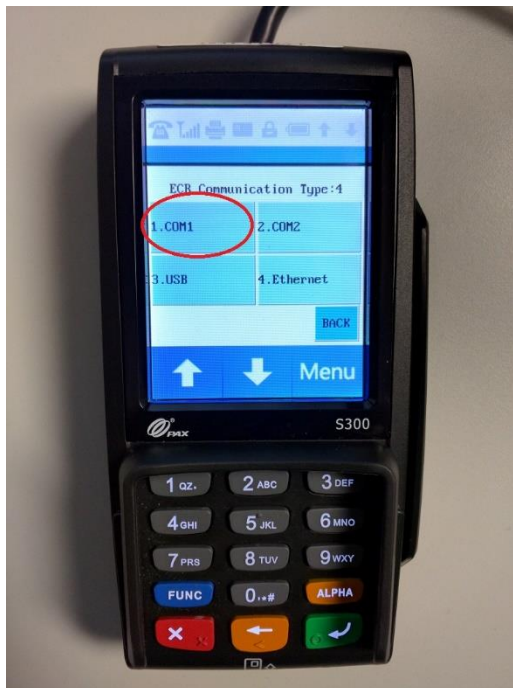 ECR Communication Type:4
1.COM1 2.COM2
3.USB 4.Ethernet
BACK
Menu
PAX S300
1 QZ. 2 ABC 3 DEF
4 GHI 5 JKL 6 MNO
7 PRS 8 TUV 9 WXY
FUNC 0,*# ALPHA